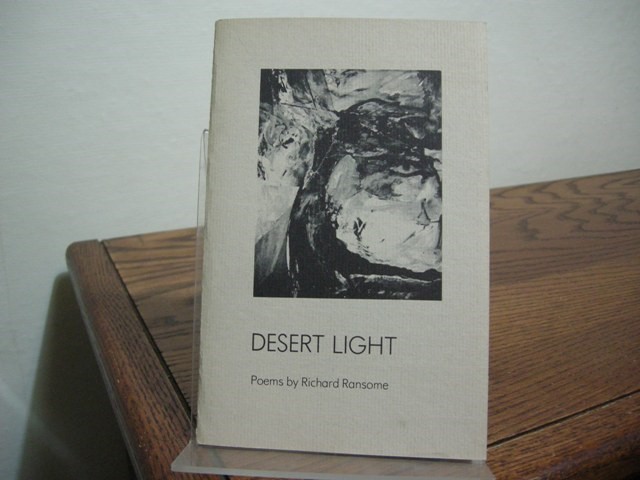 DESERT LIGHT
Poems by Richard Ransome